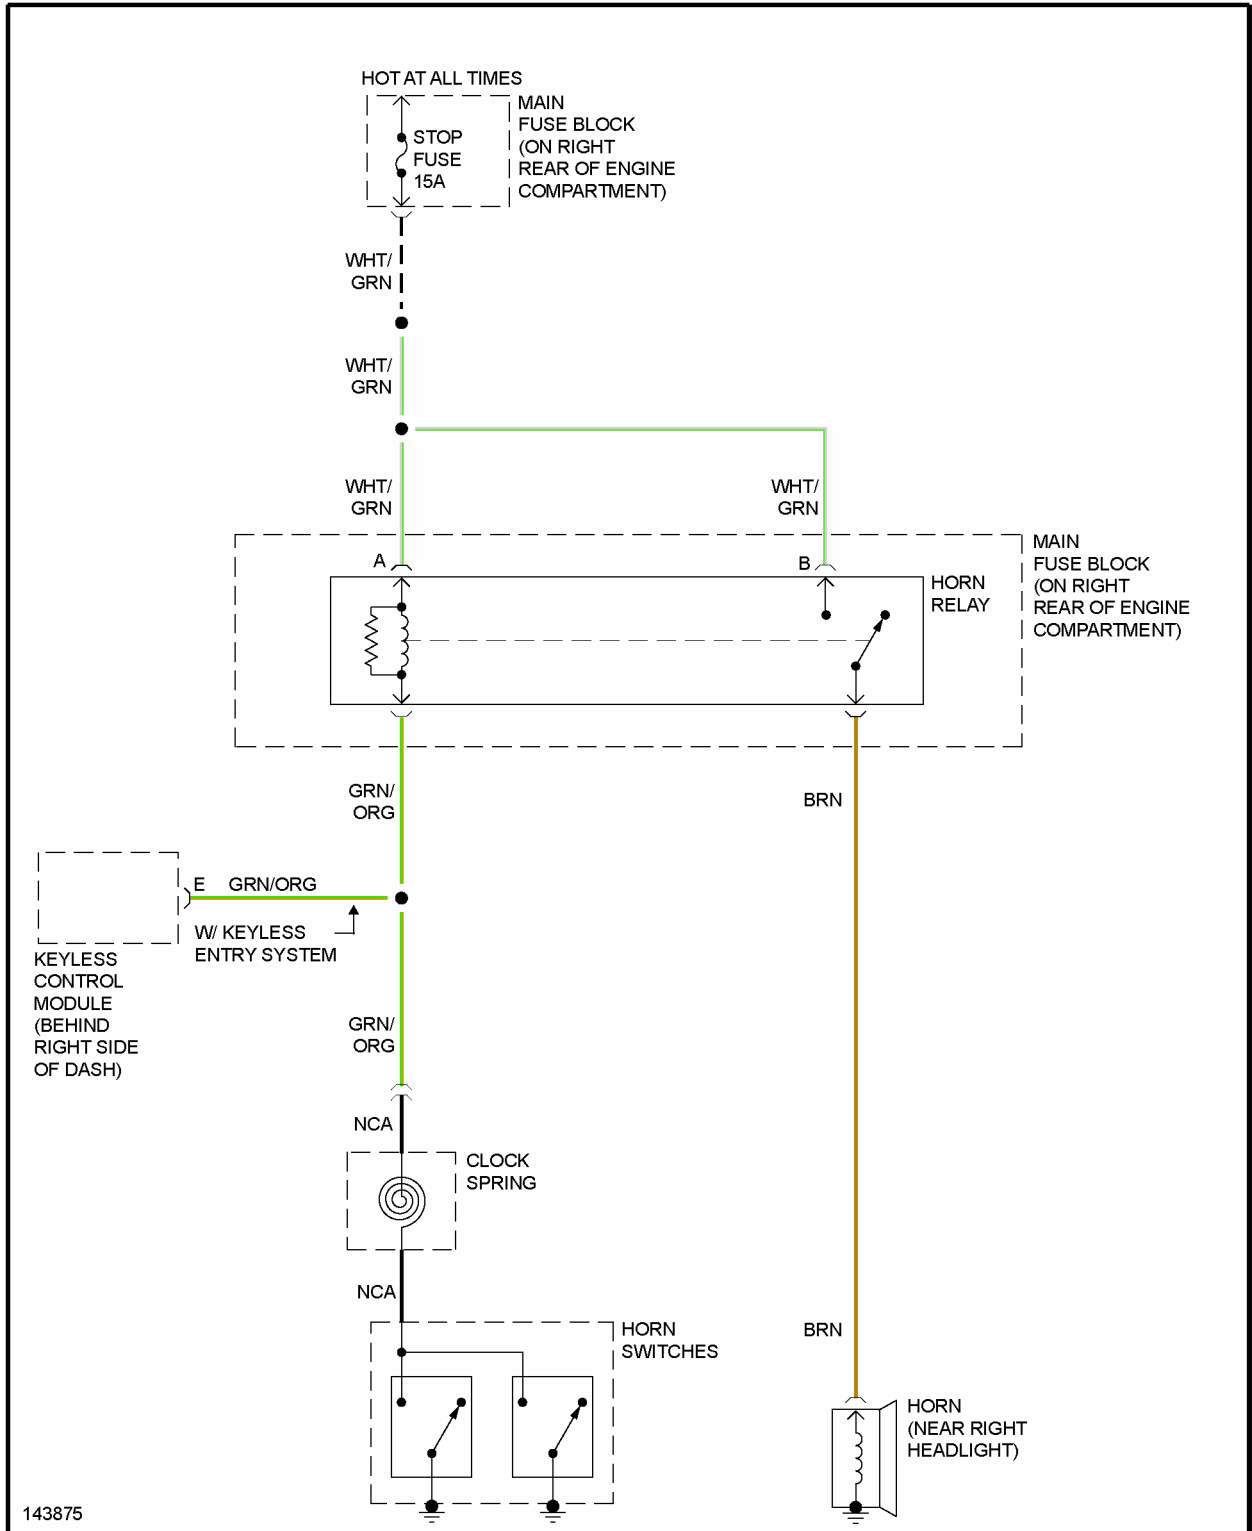 HOT AT ALL TIMES
MAIN
FUSE BLOCK
(ON RIGHT
REAR OF ENGINE
COMPARTMENT)
STOP
FUSE
15A
WHT/
GRN
WHT/
GRN
WHT/
GRN
WHT/
GRN
A
B
HORN
RELAY
MAIN
FUSE BLOCK
(ON RIGHT
REAR OF ENGINE
COMPARTMENT)
GRN/
ORG
BRN
E
GRN/ORG
W/ KEYLESS
ENTRY SYSTEM
KEYLESS
CONTROL
MODULE
(BEHIND
RIGHT SIDE
OF DASH)
GRN/
ORG
NCA
CLOCK
SPRING
NCA
HORN
SWITCHES
BRN
HORN
(NEAR RIGHT
HEADLIGHT)
143875